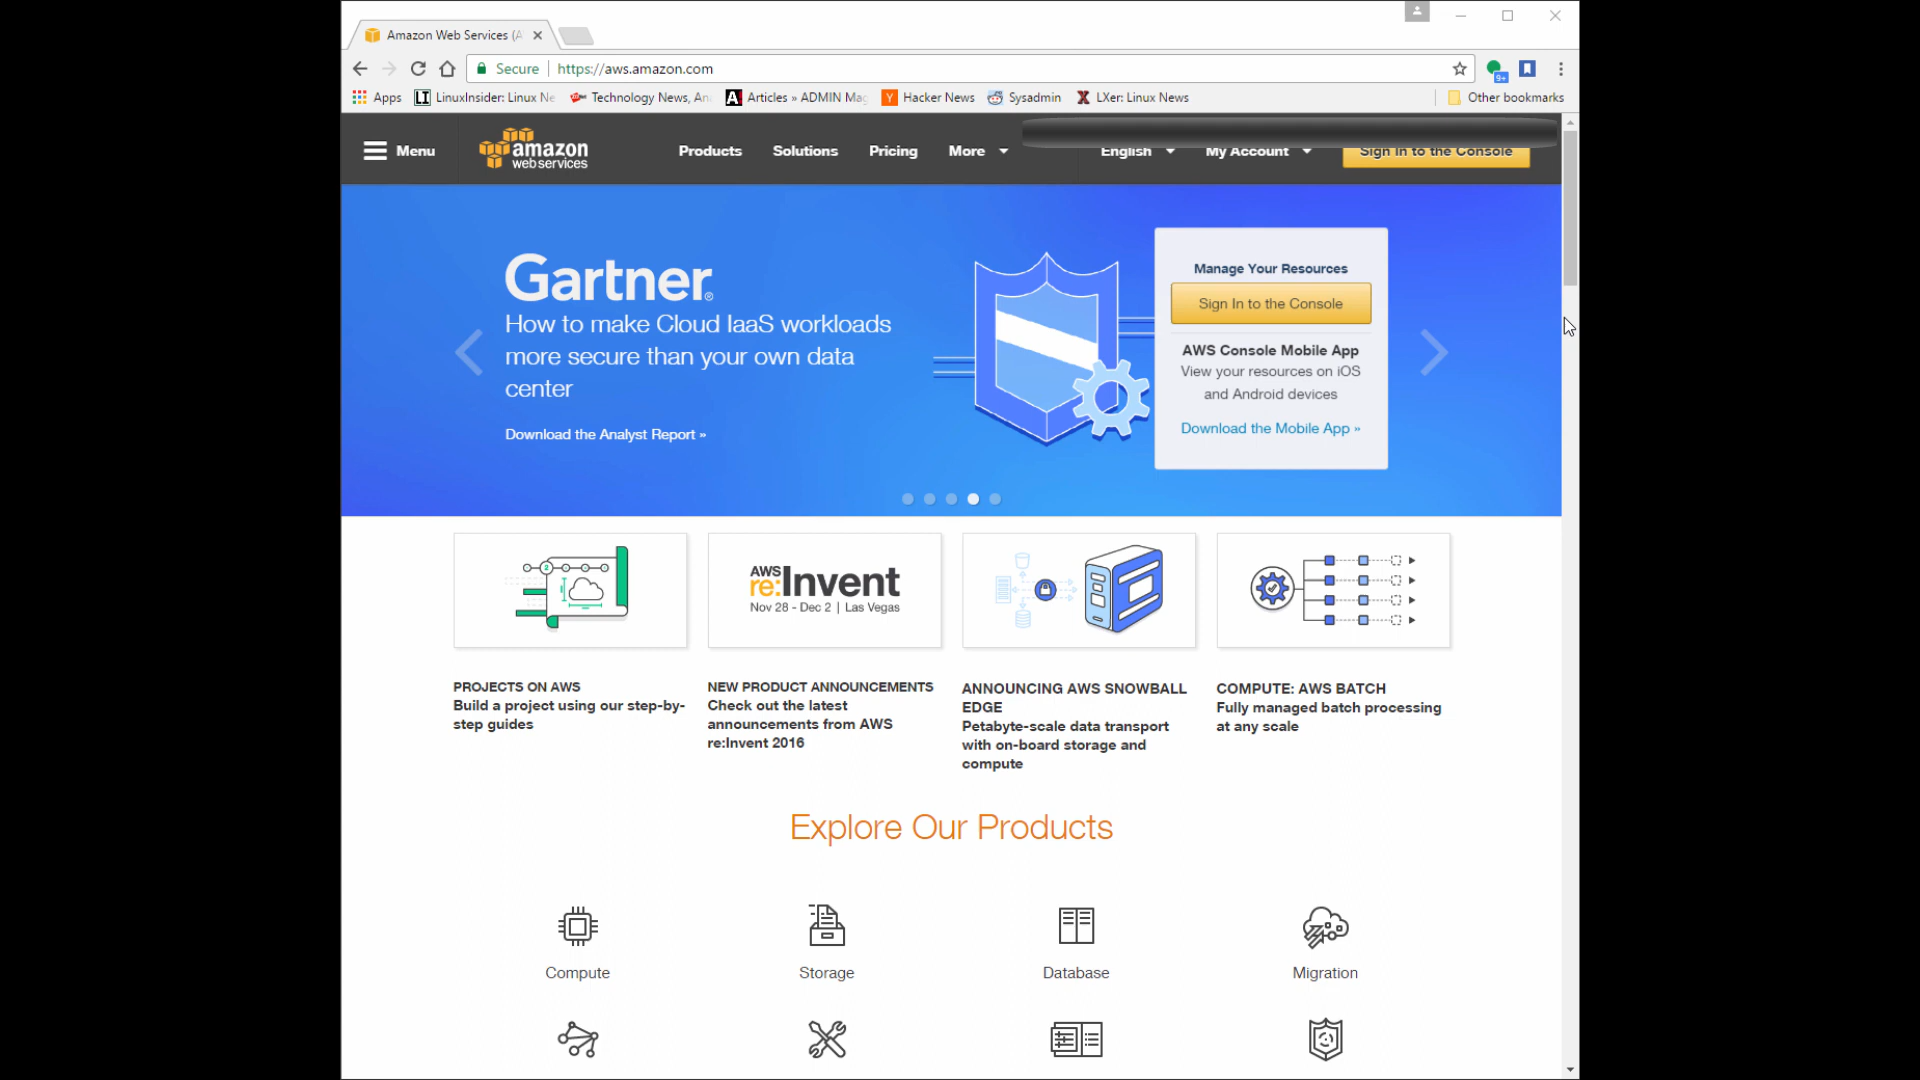 Amazon Web Services (A
Secure https://aws.amazon.com
Apps LinuxInsider: Linux Ne Technology News, An Articles » ADMIN Mag Hacker News Sysadmin LXer: Linux News Other bookmarks
9+
Menu amazon web services Products Solutions Pricing More English My Account Sign In to the Console
Gartner®
How to make Cloud IaaS workloads
more secure than your own data
center
Download the Analyst Report »
Manage Your Resources
Sign In to the Console
AWS Console Mobile App
View your resources on iOS
and Android devices
Download the Mobile App »
2
AWS
re:Invent
Nov 28 - Dec 2 | Las Vegas
PROJECTS ON AWS
Build a project using our step-by-
step guides
NEW PRODUCT ANNOUNCEMENTS
Check out the latest
announcements from AWS
re:Invent 2016
ANNOUNCING AWS SNOWBALL
EDGE
Petabyte-scale data transport
with on-board storage and
compute
COMPUTE: AWS BATCH
Fully managed batch processing
at any scale
Explore Our Products
Compute Storage Database Migration